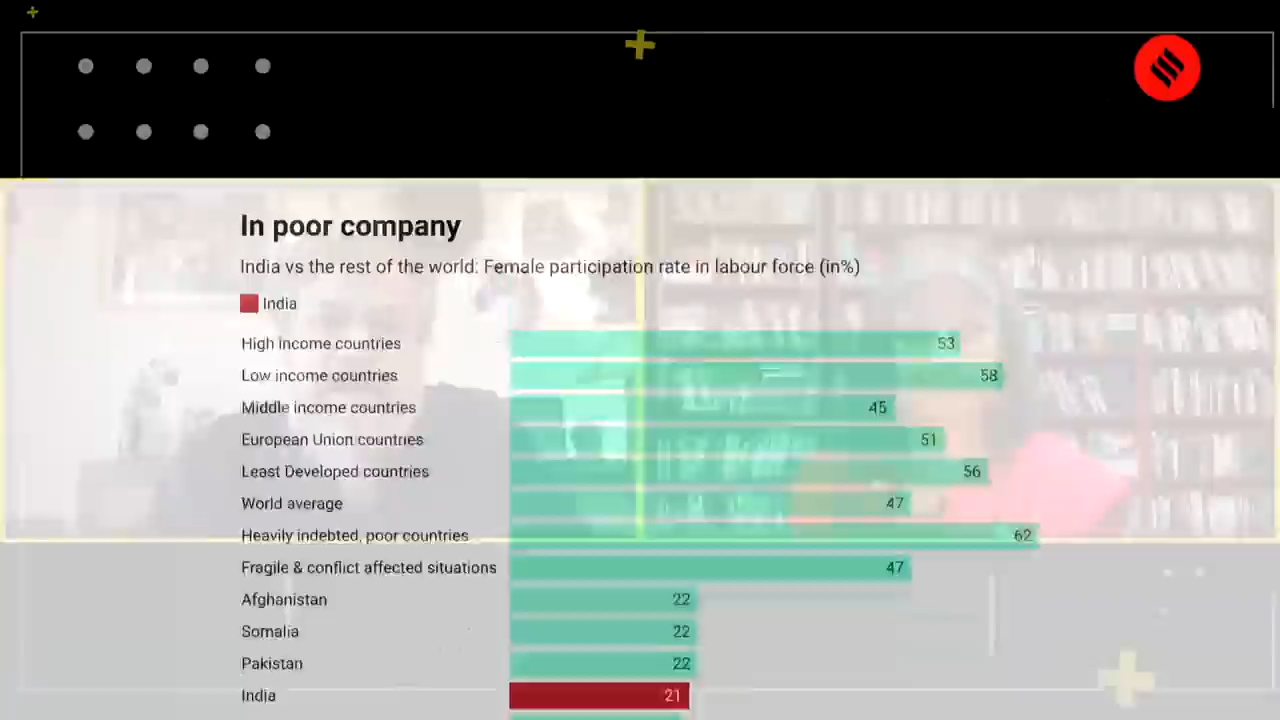 In poor company
India vs the rest of the world: Female participation rate in labour force (in%)
India
High income countries 53
Low income countries 58
Middle income countries 45
European Union countries 51
Least Developed countries 56
World average 47
Heavily indebted, poor countries 62
Fragile & conflict affected situations 47
Afghanistan 22
Somalia 22
Pakistan 22
India 21